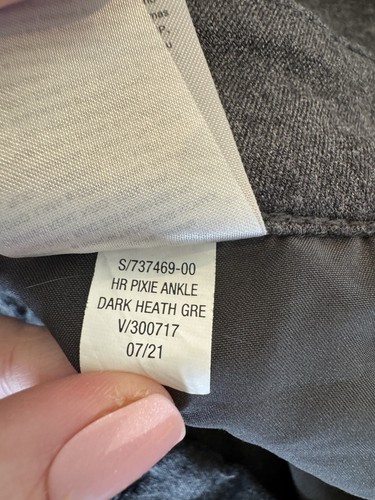 S/737469-00
HR PIXIE ANKLE
DARK HEATH GRE
V/300717
07/21